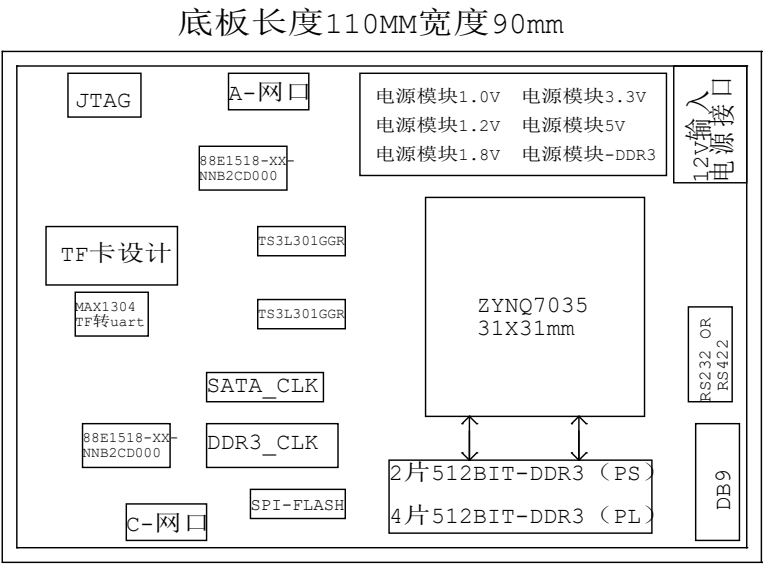 底板长度110MM宽度90mm
JTAG
A-网口
电源模块1.0V 电源模块3.3V
电源模块1.2V 电源模块5V
电源模块1.8V 电源模块-DDR3
12V输入
电源接口
88E1518-XX-
NNB2CD000
TF卡设计
TS3L301GGR
MAX1304
TF转uart
TS3L301GGR
ZYNQ7035
31X31mm
RS232 OR
RS422
SATA_CLK
88E1518-XX-
NNB2CD000
DDR3_CLK
2片512BIT-DDR3（PS）
4片512BIT-DDR3（PL）
DB9
SPI-FLASH
C-网口